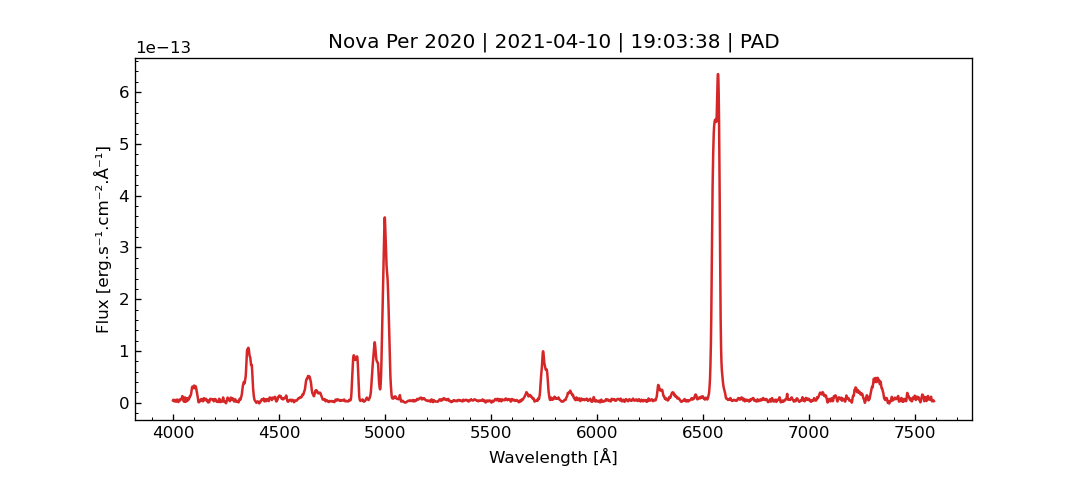 Nova Per 2020 | 2021-04-10 | 19:03:38 | PAD
1e−13
6
5
4
3
2
1
0
Flux [erg.s⁻¹.cm⁻².Å⁻¹]
4000 4500 5000 5500 6000 6500 7000 7500
Wavelength [Å]